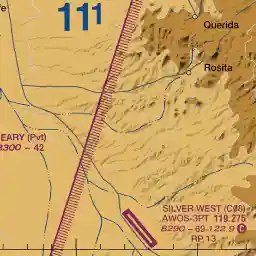 111
Querida
Rosita
EARY (Pvt)
8300 - 42
SILVER WEST (C08)
AWOS-3PT 119.275
8290 - 69 122.9 C
RP 13